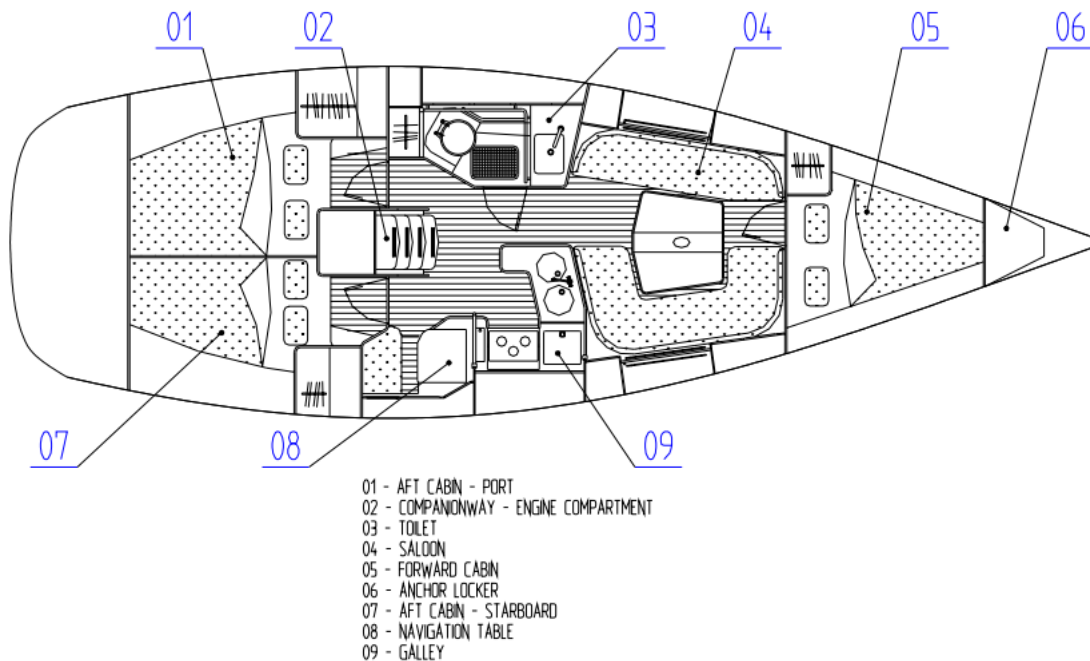 01
02
03
04
05
06
07
08
09
01 - AFT CABIN - PORT
02 - COMPANIONWAY - ENGINE COMPARTMENT
03 - TOILET
04 - SALOON
05 - FORWARD CABIN
06 - ANCHOR LOCKER
07 - AFT CABIN - STARBOARD
08 - NAVIGATION TABLE
09 - GALLEY